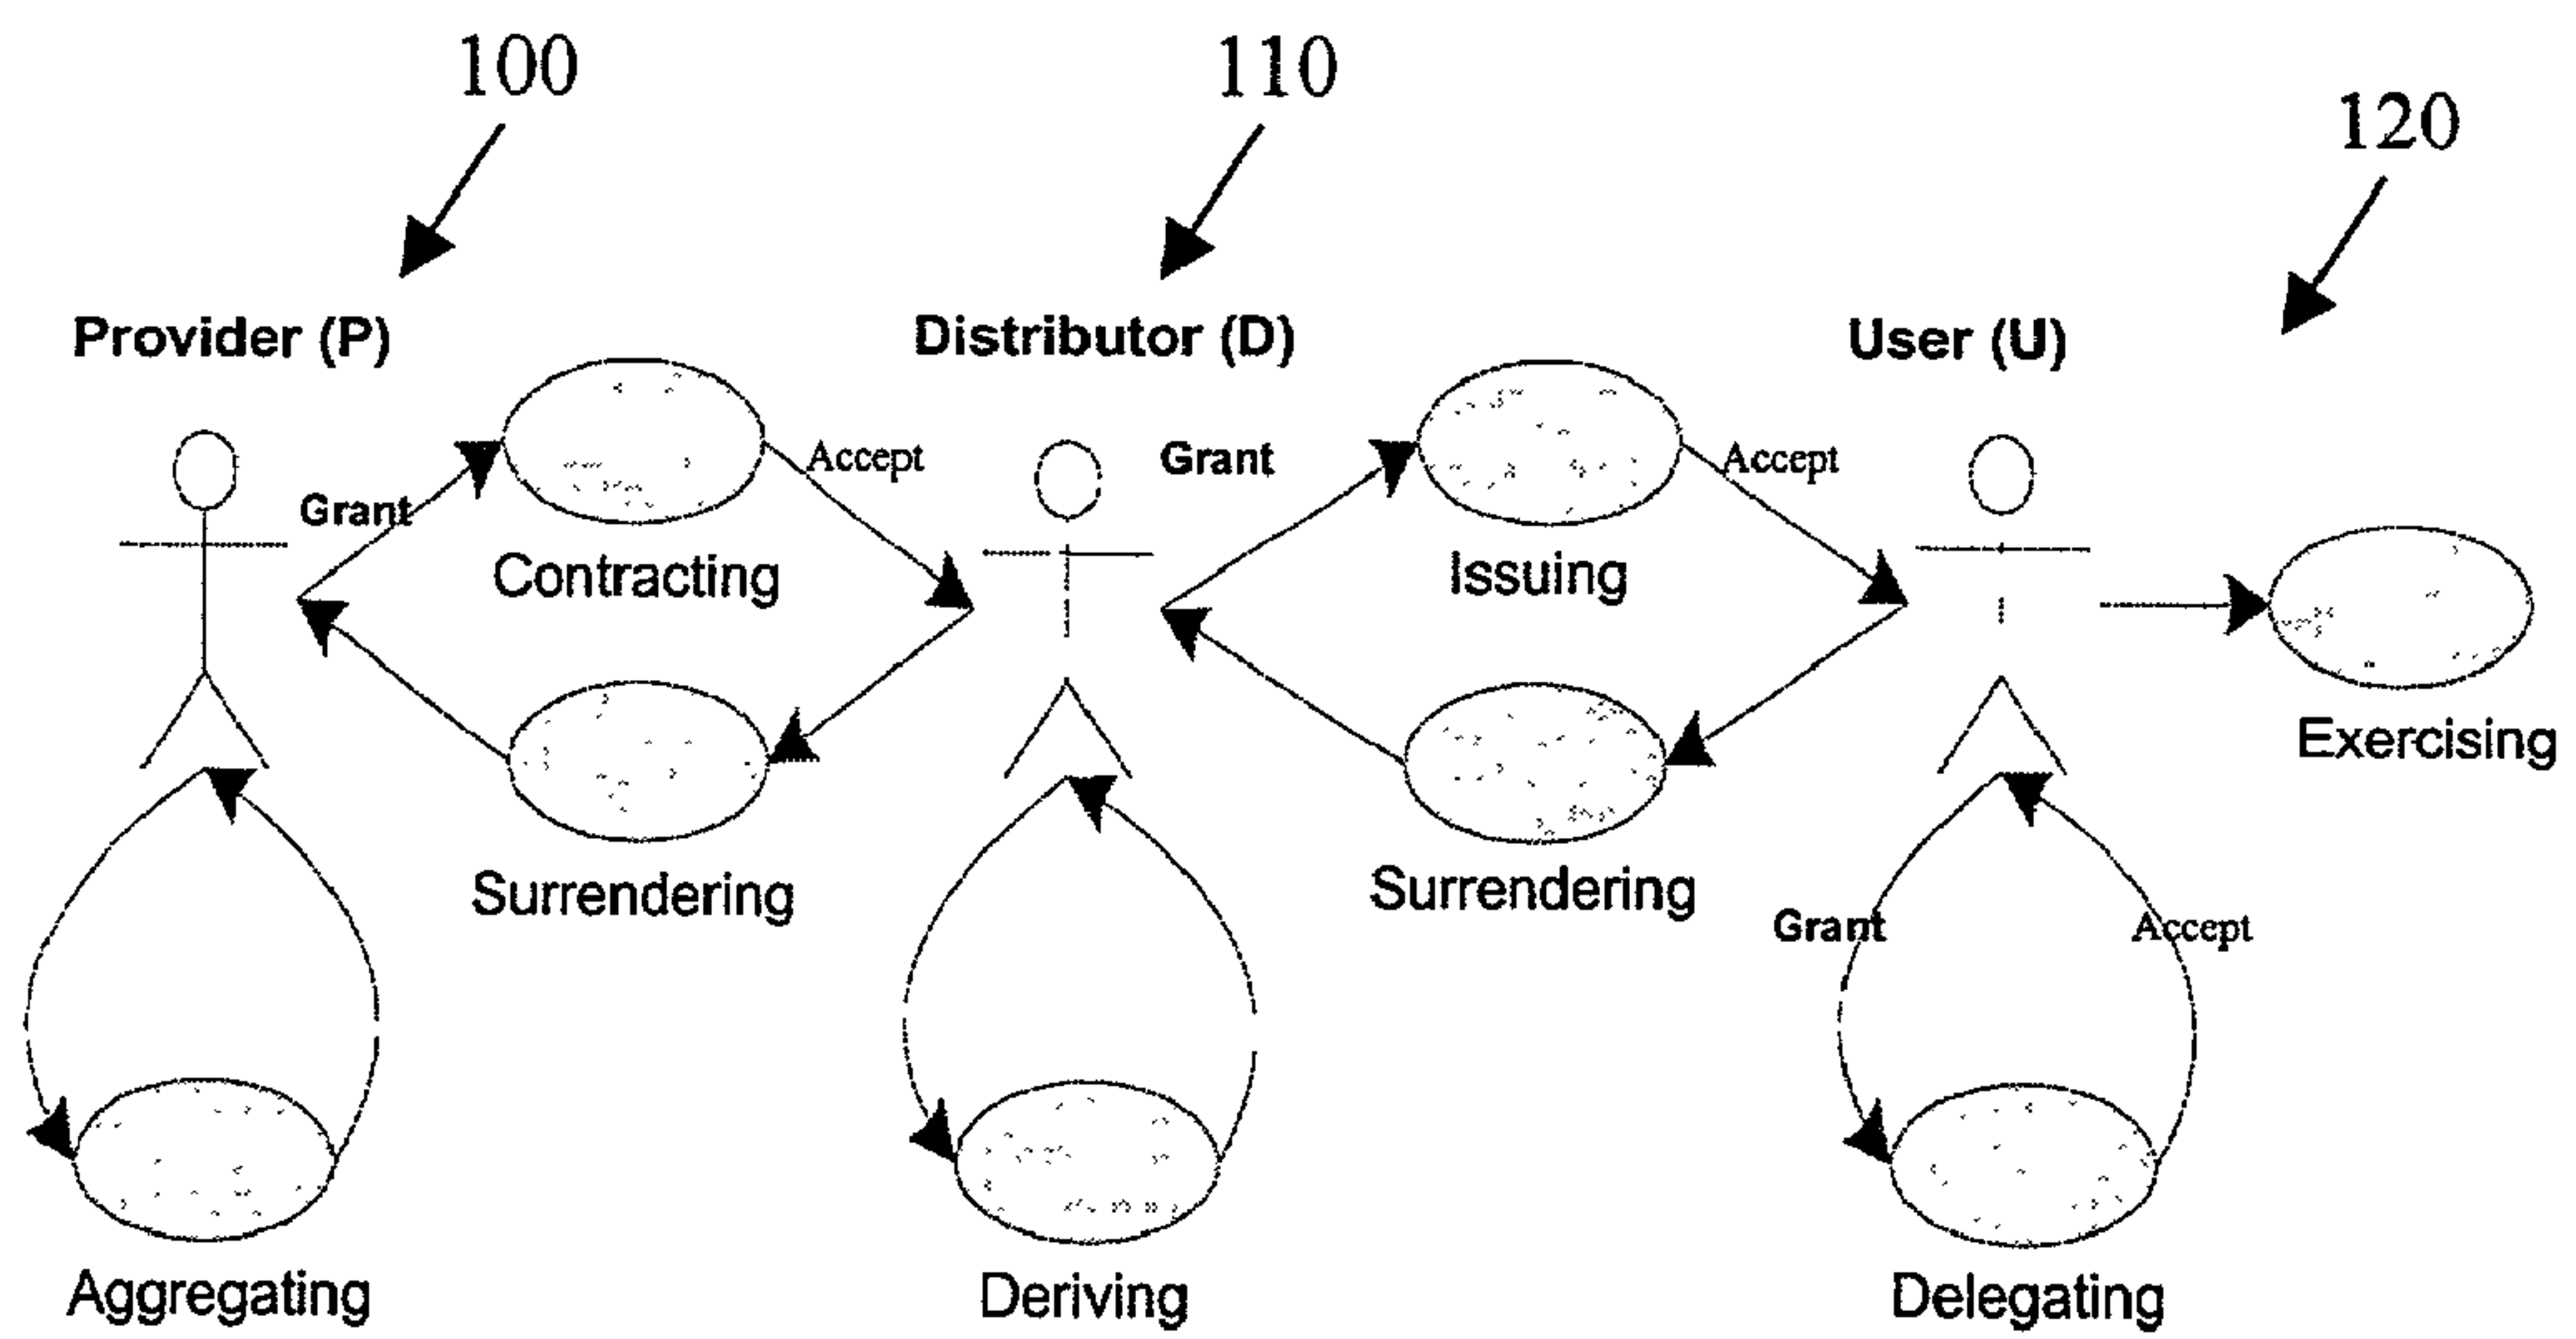 100
110
120
Provider (P)
Distributor (D)
User (U)
Grant
Accept
Grant
Accept
Contracting
Issuing
Exercising
Surrendering
Surrendering
Grant
Accept
Aggregating
Deriving
Delegating